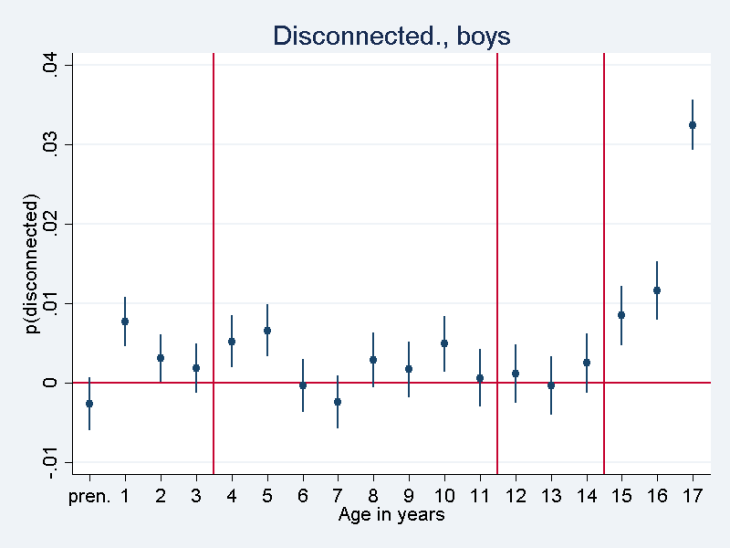 Disconnected., boys
p(disconnected)
.04
.03
.02
.01
0
-.01
pren. 1 2 3 4 5 6 7 8 9 10 11 12 13 14 15 16 17
Age in years